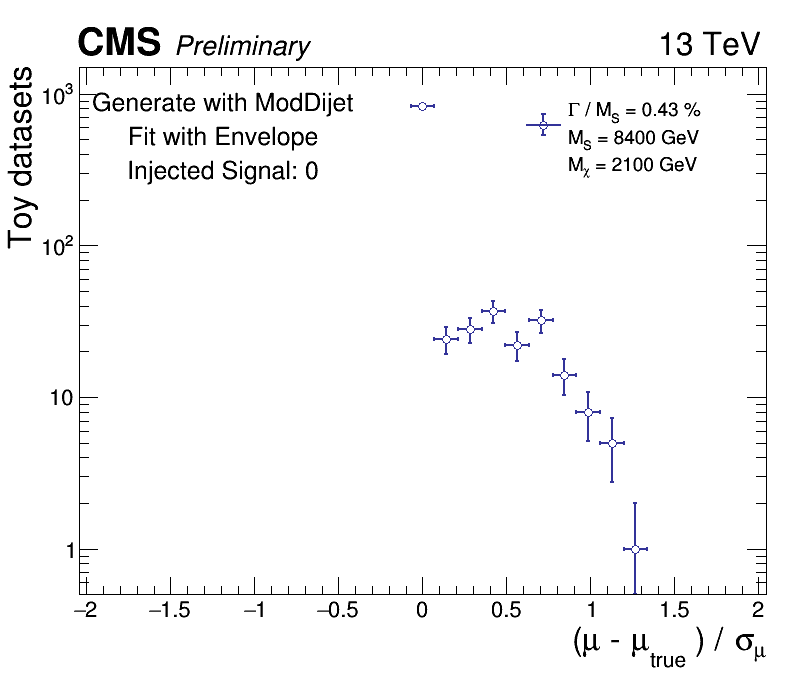 CMS Preliminary 13 TeV
Toy datasets
Generate with ModDijet
Fit with Envelope
Injected Signal: 0
Γ / M_S = 0.43 %
M_S = 8400 GeV
M_χ = 2100 GeV
10³
10²
10
1
−2 −1.5 −1 −0.5 0 0.5 1 1.5 2
(μ - μ_true ) / σ_μ